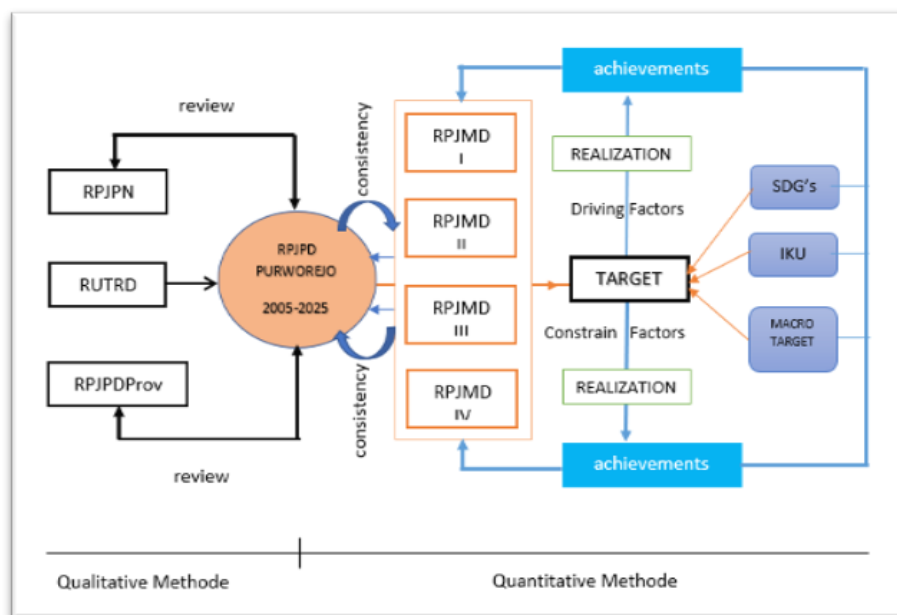 review
RPJPN
RUTRD
RPJPDProv
review
RPJPD
PURWOREJO
2005-2025
consistency
consistency
RPJMD
I
RPJMD
II
RPJMD
III
RPJMD
IV
achievements
REALIZATION
Driving Factors
TARGET
Constrain Factors
REALIZATION
achievements
SDG's
IKU
MACRO
TARGET
Qualitative Methode
Quantitative Methode